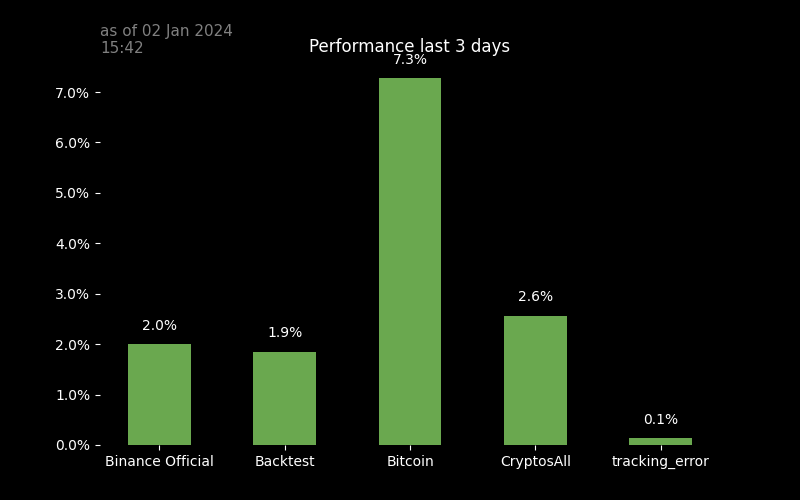 as of 02 Jan 2024
15:42
Performance last 3 days
7.3%
7.0%
6.0%
5.0%
4.0%
3.0%
2.6%
2.0%
1.9%
2.0%
1.0%
0.1%
0.0%
Binance Official
Backtest
Bitcoin
CryptosAll
tracking_error